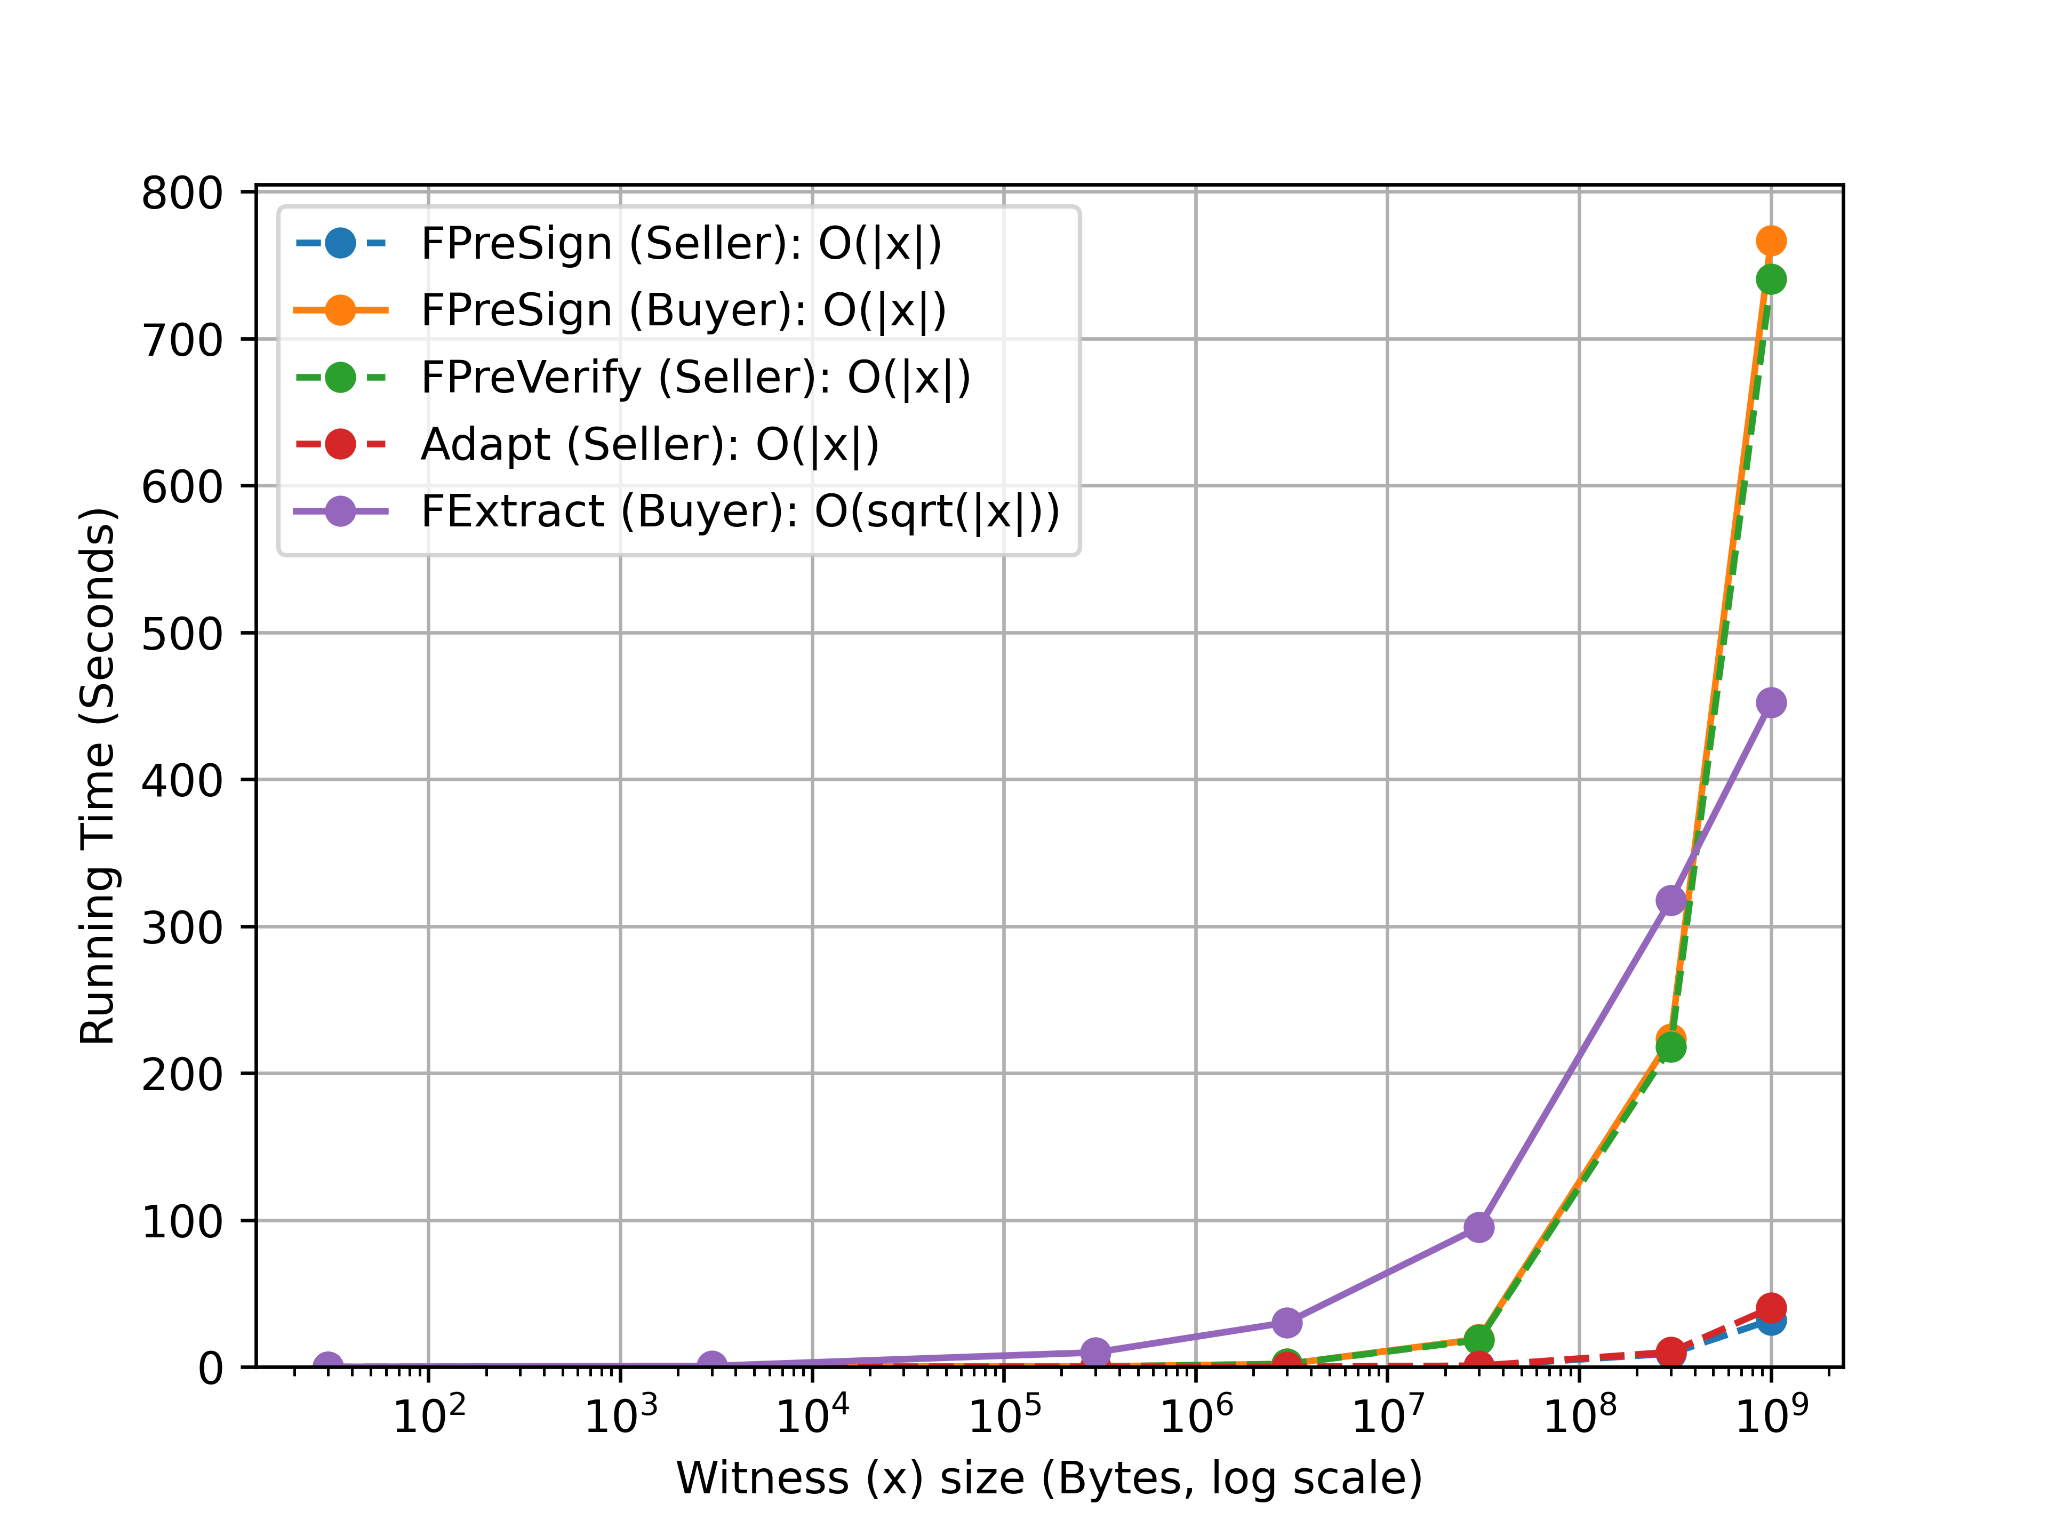 800
700
600
500
400
300
200
100
0
Running Time (Seconds)
FPreSign (Seller): O(|x|)
FPreSign (Buyer): O(|x|)
FPreVerify (Seller): O(|x|)
Adapt (Seller): O(|x|)
FExtract (Buyer): O(sqrt(|x|))
10² 10³ 10⁴ 10⁵ 10⁶ 10⁷ 10⁸ 10⁹
Witness (x) size (Bytes, log scale)